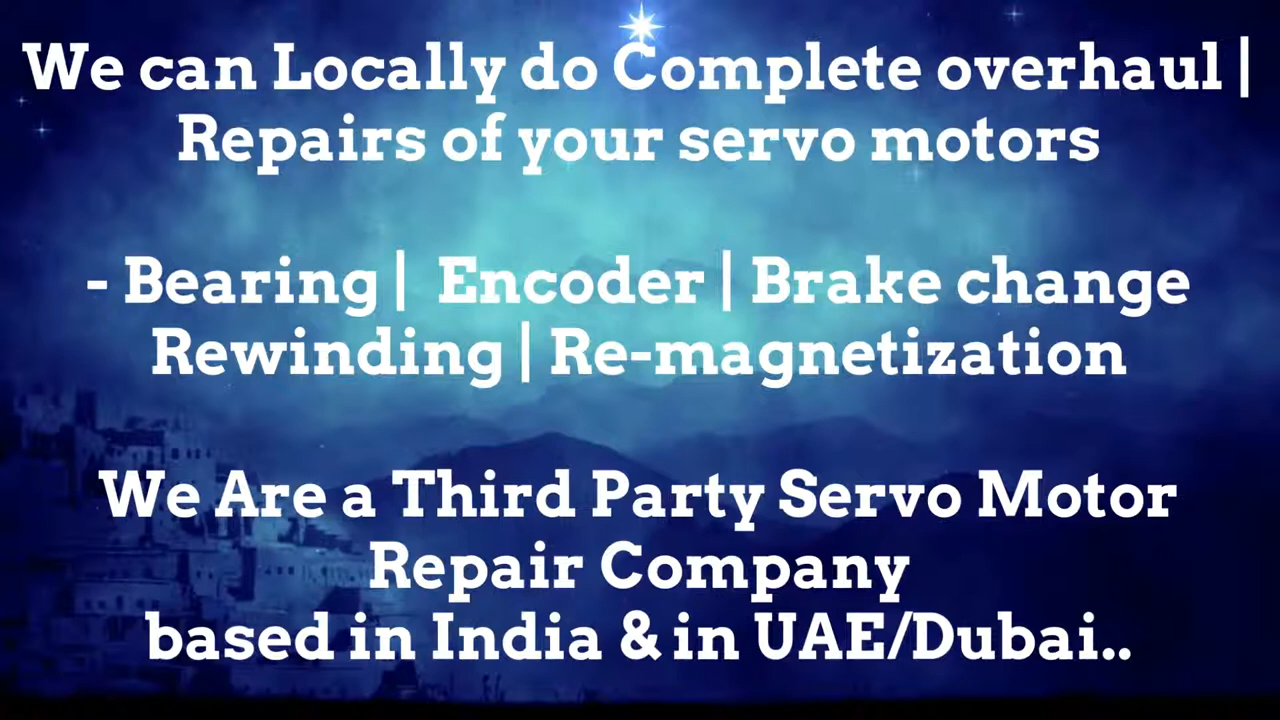 We can Locally do Complete overhaul |
Repairs of your servo motors
- Bearing |  Encoder | Brake change
Rewinding | Re-magnetization
We Are a Third Party Servo Motor
Repair Company
based in India & in UAE/Dubai..